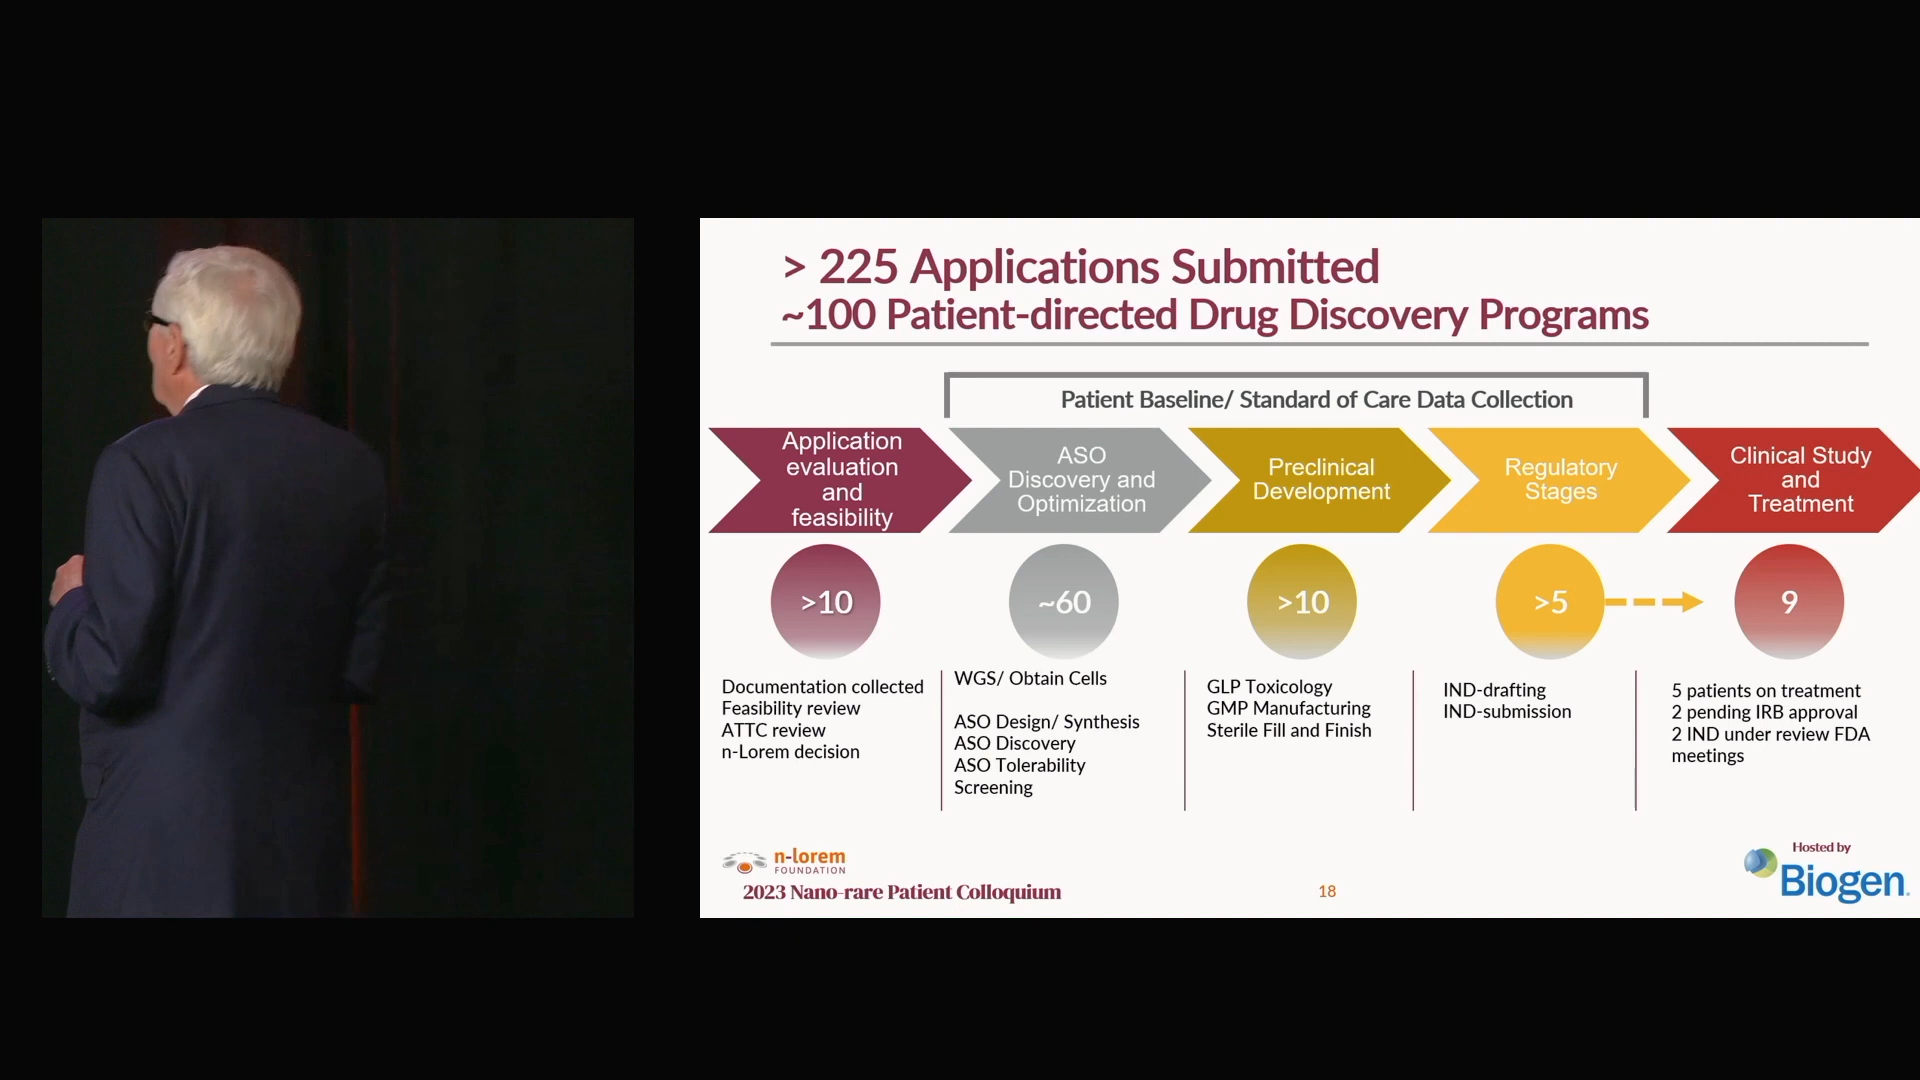 > 225 Applications Submitted
~100 Patient-directed Drug Discovery Programs
Patient Baseline/ Standard of Care Data Collection
Application
evaluation
and
feasibility
ASO
Discovery and
Optimization
Preclinical
Development
Regulatory
Stages
Clinical Study
and
Treatment
>10
~60
>10
>5
9
Documentation collected
Feasibility review
ATTC review
n-Lorem decision
WGS/ Obtain Cells
ASO Design/ Synthesis
ASO Discovery
ASO Tolerability
Screening
GLP Toxicology
GMP Manufacturing
Sterile Fill and Finish
IND-drafting
IND-submission
5 patients on treatment
2 pending IRB approval
2 IND under review FDA
meetings
n-lorem
FOUNDATION
2023 Nano-rare Patient Colloquium
18
Hosted by
Biogen.